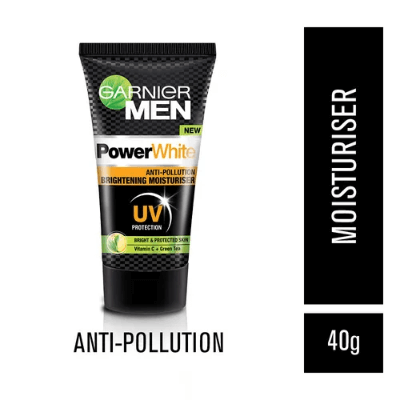 GARNIER
MEN
NEW
PowerWhite
ANTI-POLLUTION
BRIGHTENING MOISTURISER
UV
PROTECTION
BRIGHT & PROTECTED SKIN
Vitamin C + Green Tea
ANTI-POLLUTION
MOISTURISER
40g